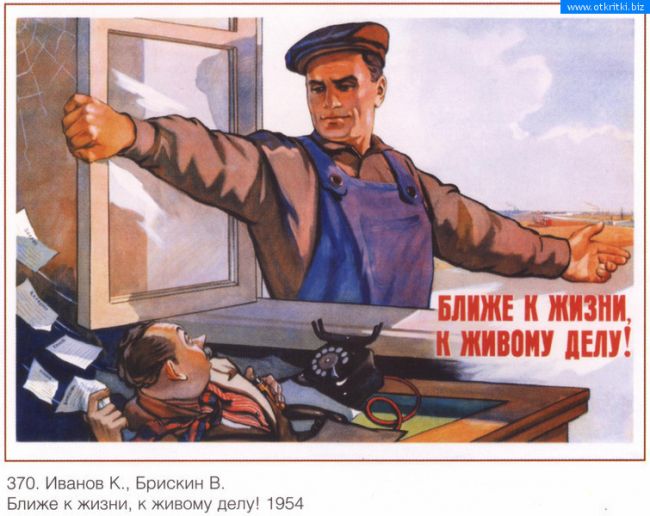 www.otkritki.biz
БЛИЖЕ К ЖИЗНИ,
К ЖИВОМУ ДЕЛУ!
370. Иванов К., Брискин В.
Ближе к жизни, к живому делу! 1954